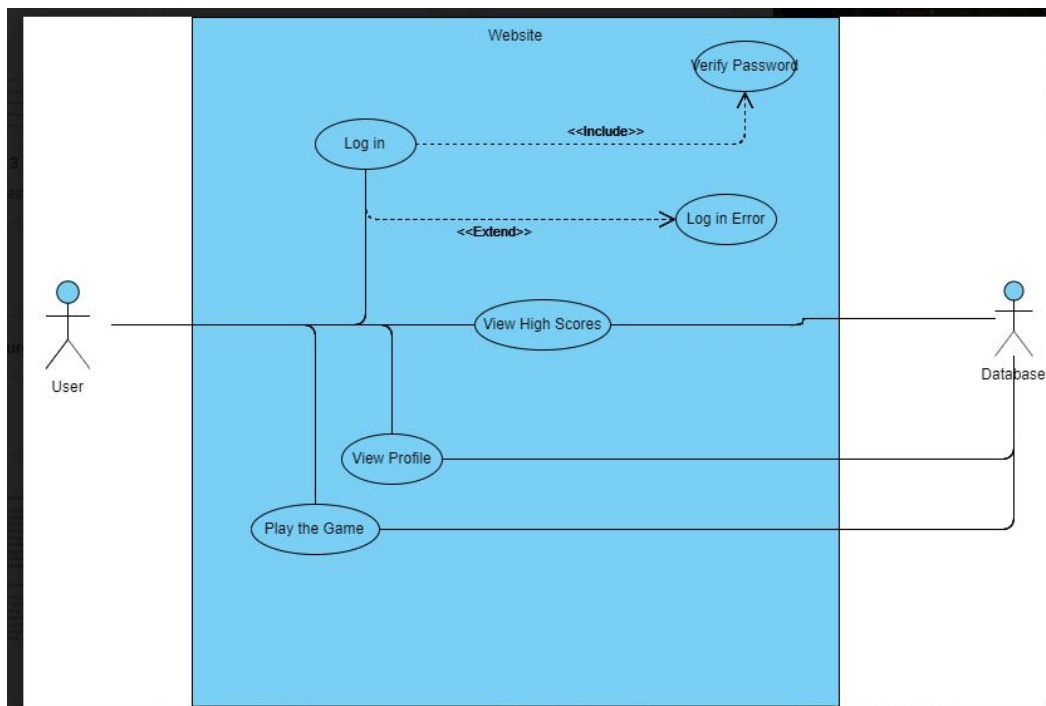 Website
Verify Password
<<Include>>
Log in
Log in Error
<<Extend>>
View High Scores
User
Database
View Profile
Play the Game